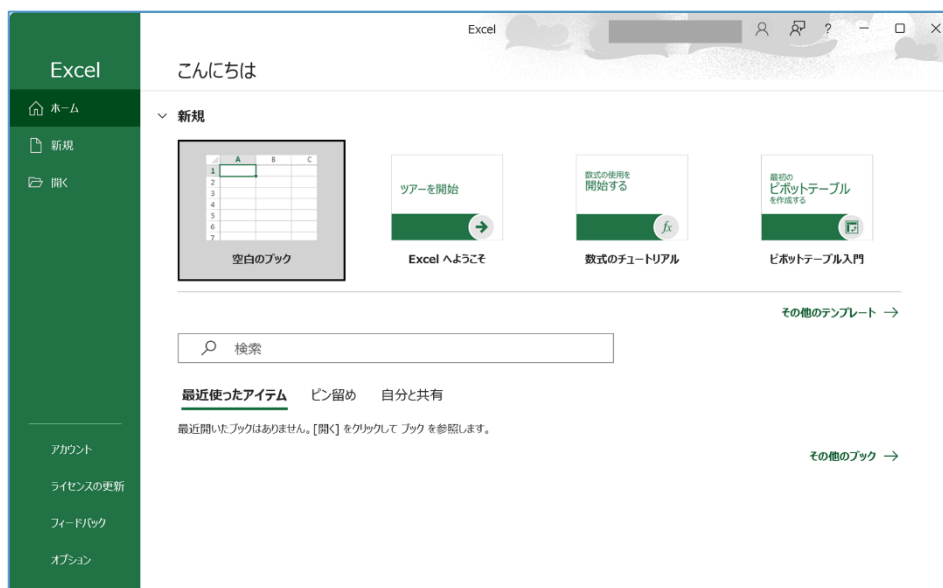 Excel
?
Excel
こんにちは
ホーム
新規
開く
新規
A B C
1
2
3
4
5
6
7
空白のブック
ツアーを開始
Excel へようこそ
数式の使用を
開始する
fx
数式のチュートリアル
最初の
ピボットテーブル
を作成する
ピボットテーブル入門
その他のテンプレート
検索
最近使ったアイテム ピン留め 自分と共有
最近開いたブックはありません。[開く] をクリックして ブック を参照します。
その他のブック
アカウント
ライセンスの更新
フィードバック
オプション